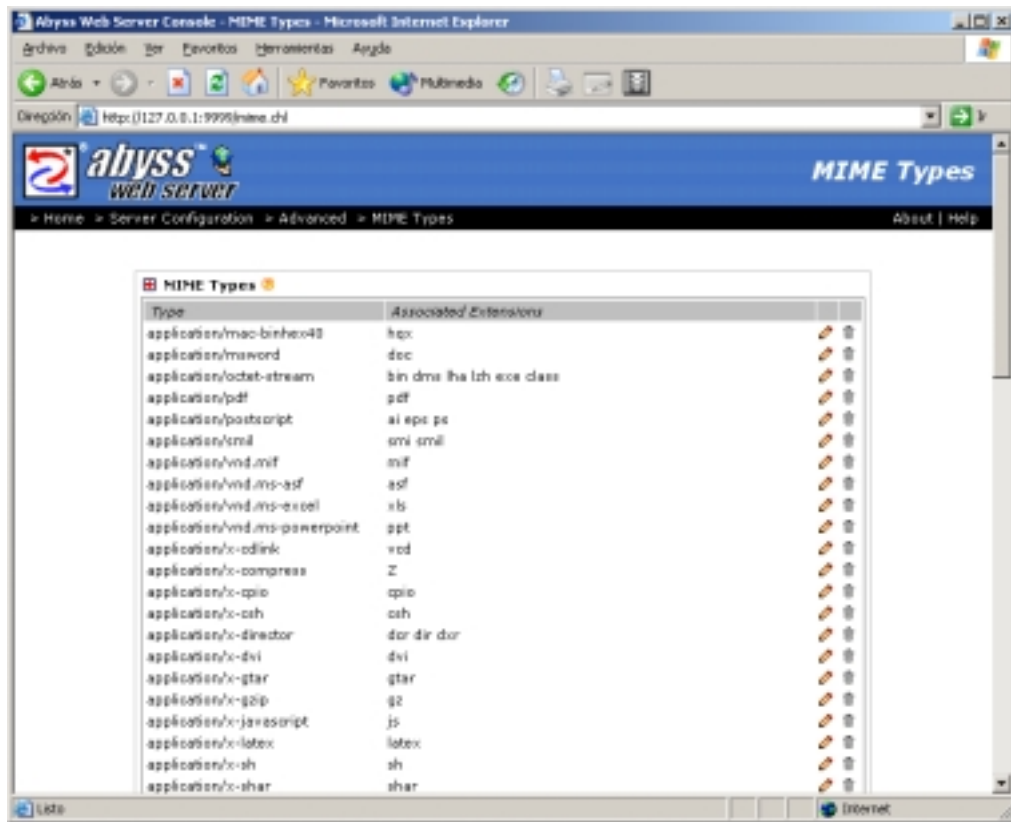 Abyss Web Server Console - MIME Types - Microsoft Internet Explorer
Archivo Edición Ver Favoritos Herramientas Ayuda
Atrás Favoritos Multimedia
Dirección http://127.0.0.1:9999/mime.chl Ir
abyss™ web server
MIME Types
> Home > Server Configuration > Advanced > MIME Types About | Help
MIME Types ?
Type Associated Extensions
application/mac-binhex40 hqx
application/msword doc
application/octet-stream bin dms lha lzh exe class
application/pdf pdf
application/postscript ai eps ps
application/smil smi smil
application/vnd.mif mif
application/vnd.ms-asf asf
application/vnd.ms-excel xls
application/vnd.ms-powerpoint ppt
application/x-cdlink vcd
application/x-compress Z
application/x-cpio cpio
application/x-csh csh
application/x-director dcr dir dxr
application/x-dvi dvi
application/x-gtar gtar
application/x-gzip gz
application/x-javascript js
application/x-latex latex
application/x-sh sh
application/x-shar shar
Listo Internet